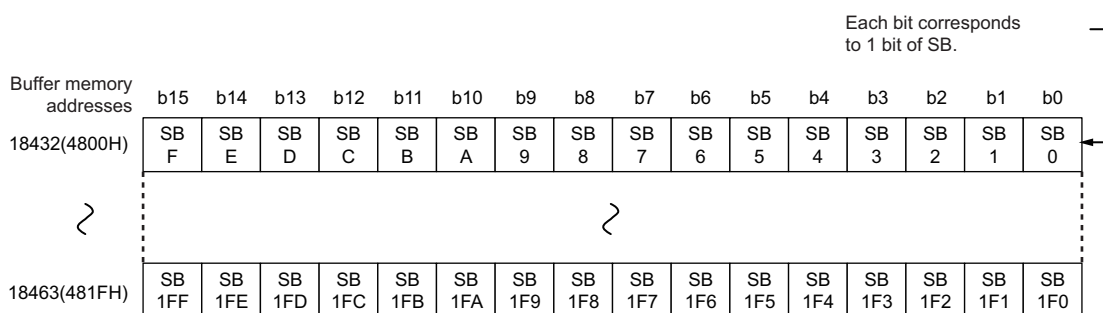 Each bit corresponds
to 1 bit of SB.
Buffer memory
addresses
b15 b14 b13 b12 b11 b10 b9 b8 b7 b6 b5 b4 b3 b2 b1 b0
18432(4800H)
SB SB SB SB SB SB SB SB SB SB SB SB SB SB SB SB
F E D C B A 9 8 7 6 5 4 3 2 1 0
18463(481FH)
SB SB SB SB SB SB SB SB SB SB SB SB SB SB SB SB
1FF 1FE 1FD 1FC 1FB 1FA 1F9 1F8 1F7 1F6 1F5 1F4 1F3 1F2 1F1 1F0